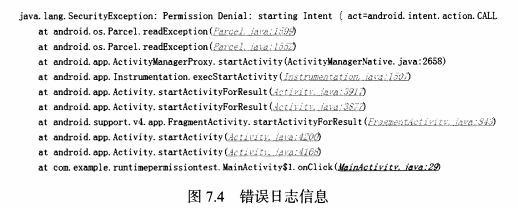 java.lang.SecurityException: Permission Denial: starting Intent { act=android.intent.action.CALL
at android.os.Parcel.readException(Parcel.java:1599)
at android.os.Parcel.readException(Parcel.java:1552)
at android.app.ActivityManagerProxy.startActivity(ActivityManagerNative.java:2658)
at android.app.Instrumentation.execStartActivity(Instrumentation.java:1507)
at android.app.Activity.startActivityForResult(Activity.java:3917)
at android.app.Activity.startActivityForResult(Activity.java:3877)
at android.support.v4.app.FragmentActivity.startActivityForResult(FragmentActivity.java:843)
at android.app.Activity.startActivity(Activity.java:4200)
at android.app.Activity.startActivity(Activity.java:4168)
at com.example.runtimepermissiontest.MainActivity$1.onClick(MainActivity.java:29)
图 7.4 错误日志信息